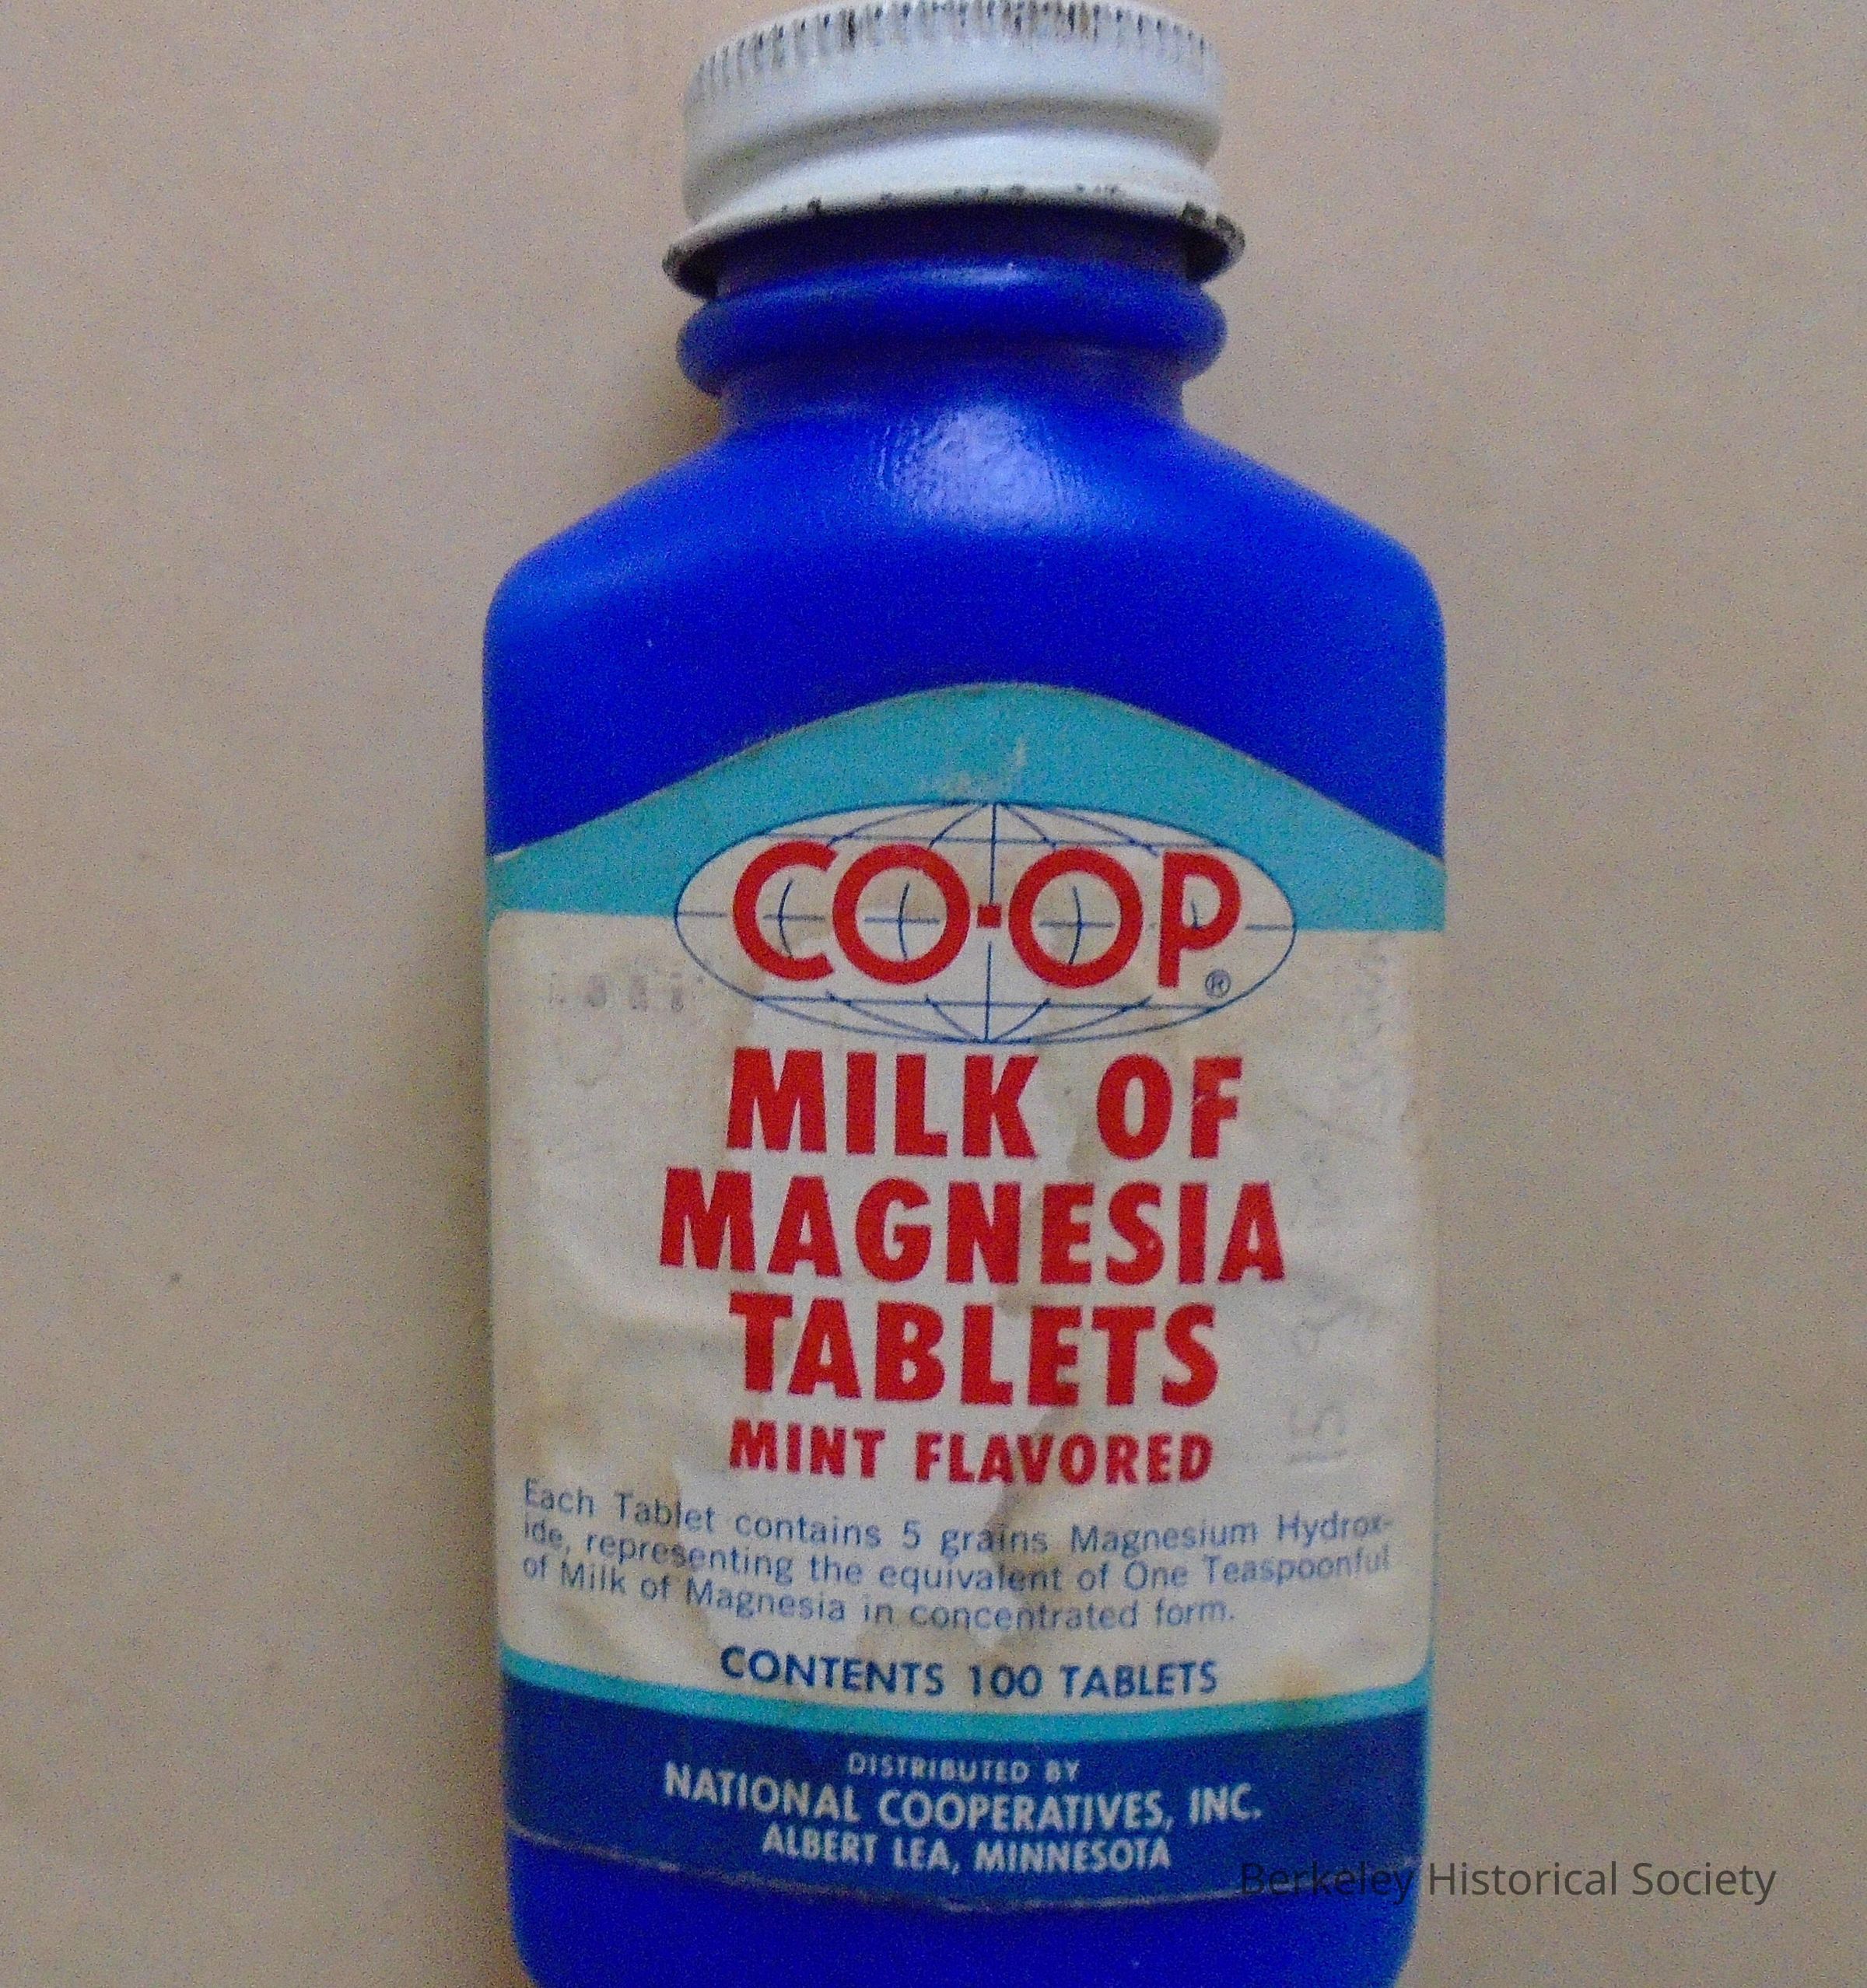 CO-OP®
MILK OF
MAGNESIA
TABLETS
MINT FLAVORED
Each Tablet contains 5 grains Magnesium Hydrox-
ide, representing the equivalent of One Teaspoonful
of Milk of Magnesia in concentrated form.
CONTENTS 100 TABLETS
DISTRIBUTED BY
NATIONAL COOPERATIVES, INC.
ALBERT LEA, MINNESOTA
Berkeley Historical Society